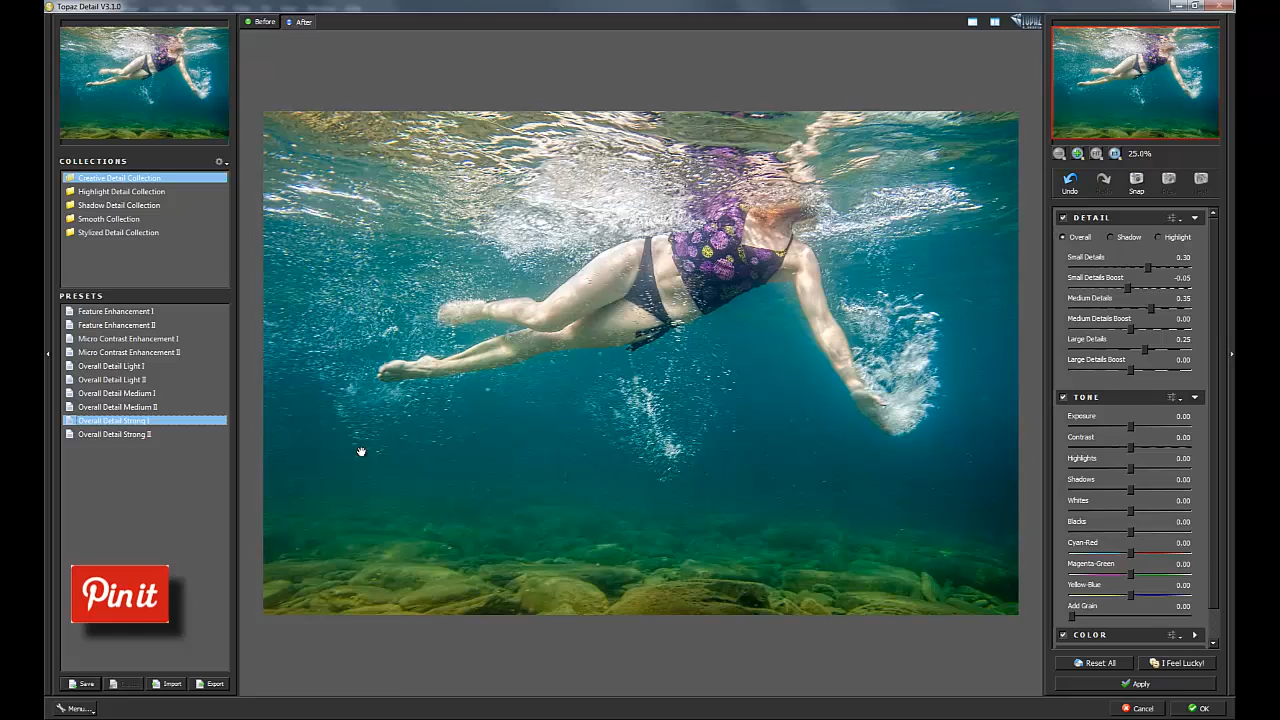 Topaz Detail V3.1.0
Before
After
TOPAZ
COLLECTIONS
Creative Detail Collection
Highlight Detail Collection
Shadow Detail Collection
Smooth Collection
Stylized Detail Collection
PRESETS
Feature Enhancement I
Feature Enhancement II
Micro Contrast Enhancement I
Micro Contrast Enhancement II
Overall Detail Light I
Overall Detail Light II
Overall Detail Medium I
Overall Detail Medium II
Overall Detail Strong I
Overall Detail Strong II
Pin it
Save
Import
Export
Menu...
25.0%
Undo
Snap
DETAIL
Overall
Shadow
Highlight
Small Details 0.30
Small Details Boost -0.05
Medium Details 0.35
Medium Details Boost 0.00
Large Details 0.25
Large Details Boost 0.00
TONE
Exposure 0.00
Contrast 0.00
Highlights 0.00
Shadows 0.00
Whites 0.00
Blacks 0.00
Cyan-Red 0.00
Magenta-Green 0.00
Yellow-Blue 0.00
Add Grain 0.00
COLOR
Reset All
I Feel Lucky!
Apply
Cancel
OK